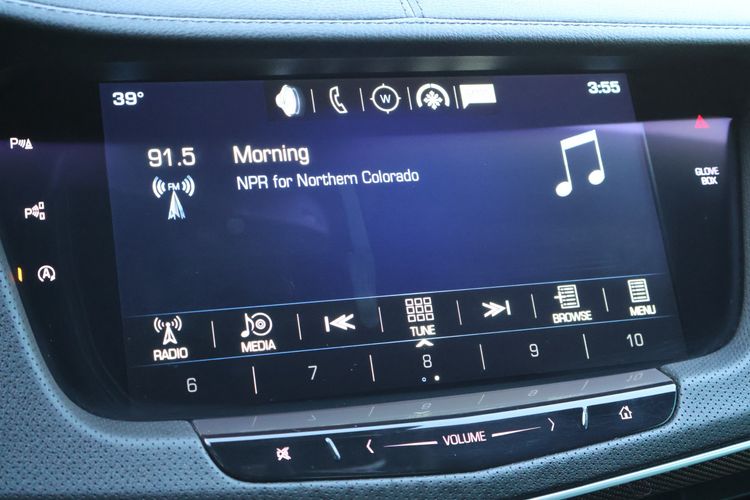 39° W 3:55
91.5 Morning
FM NPR for Northern Colorado
P
GLOVE
BOX
P
A
RADIO MEDIA TUNE BROWSE MENU
6 7 8 9 10
VOLUME